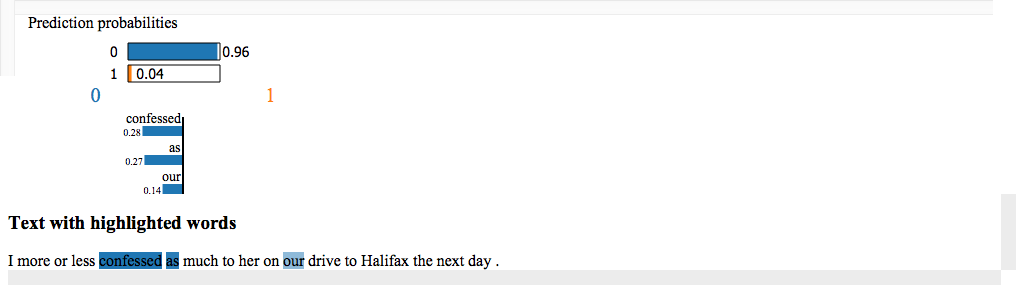 Prediction probabilities
0 0.96
1 0.04
0 1
confessed
0.28
as
0.27
our
0.14
Text with highlighted words
I more or less confessed as much to her on our drive to Halifax the next day .